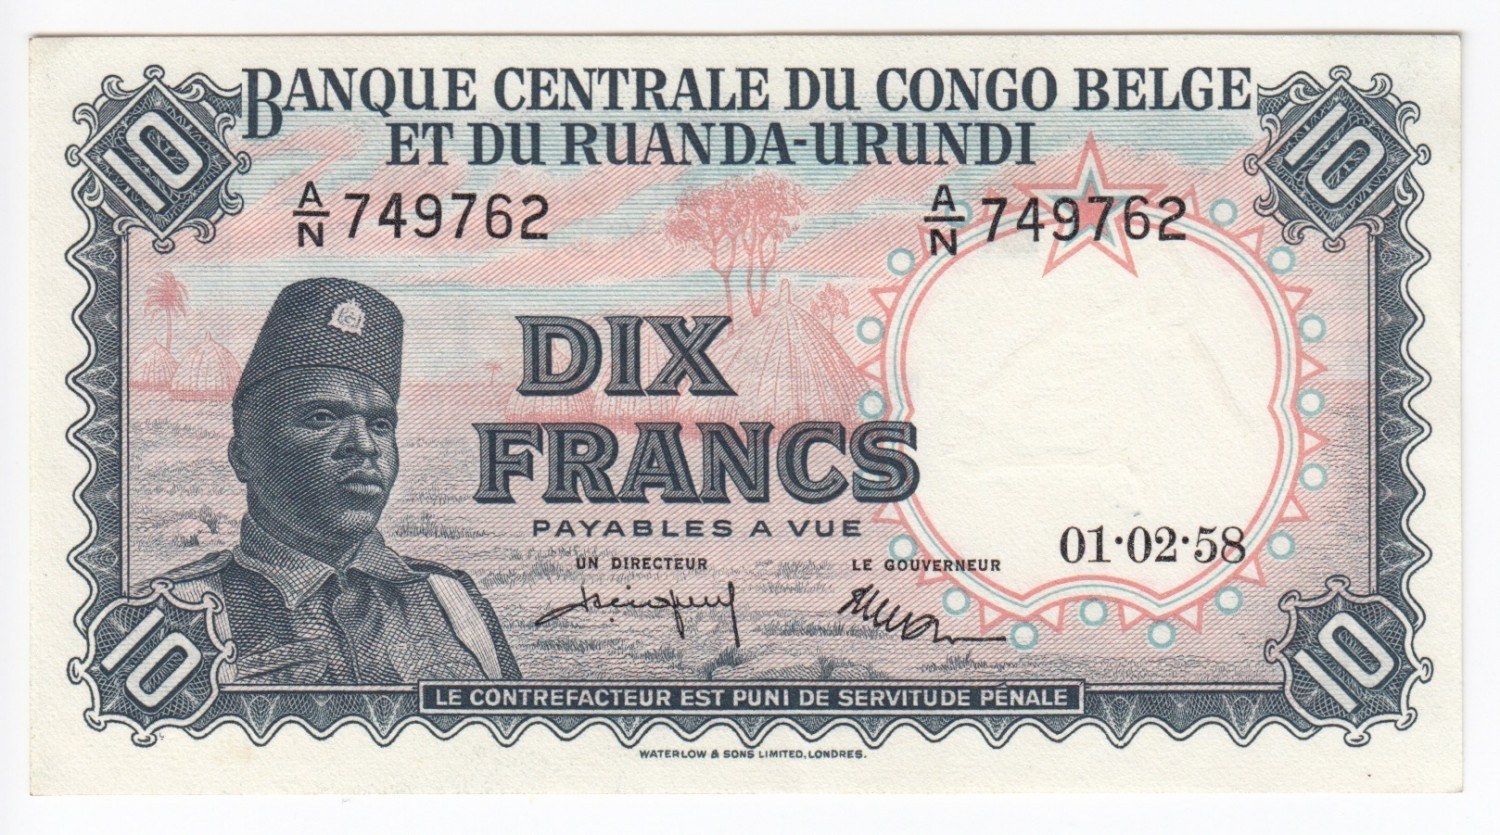 10
10
BANQUE CENTRALE DU CONGO BELGE
ET DU RUANDA-URUNDI
A/N 749762
A/N 749762
DIX
FRANCS
PAYABLES A VUE
UN DIRECTEUR
LE GOUVERNEUR
01·02·58
10
10
LE CONTREFACTEUR EST PUNI DE SERVITUDE PÉNALE
WATERLOW & SONS LIMITED, LONDRES.